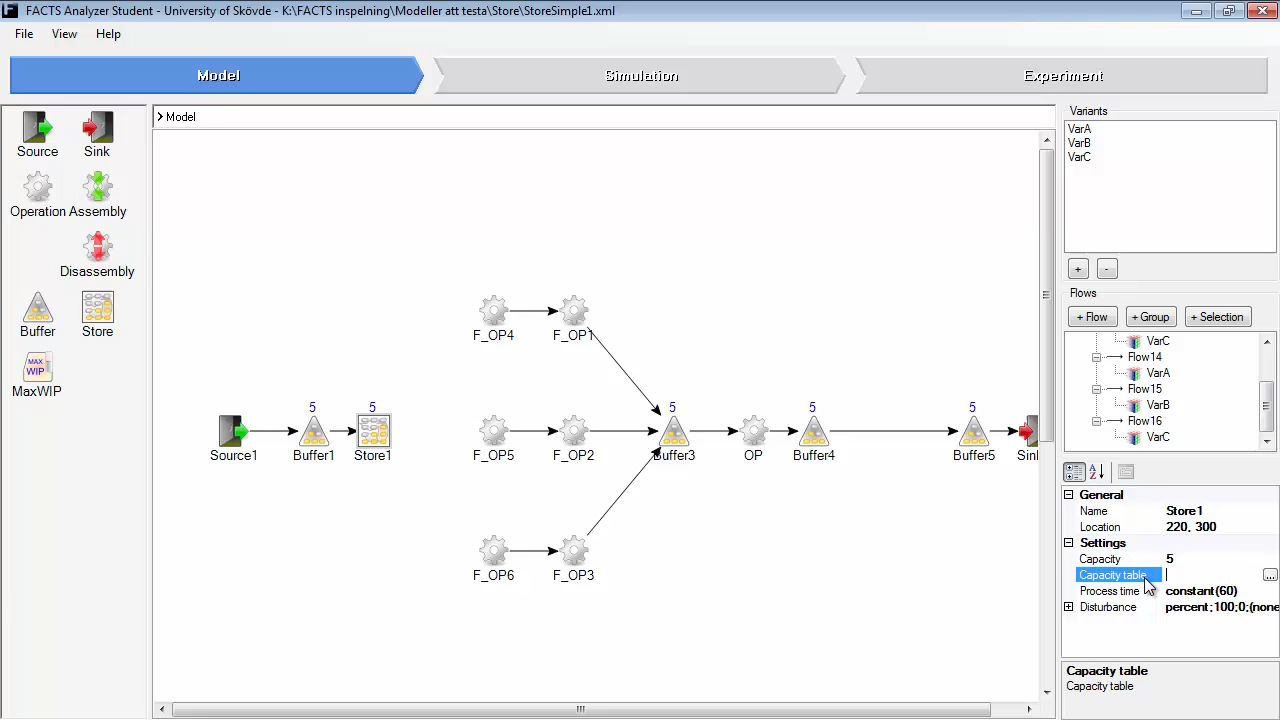 FACTS Analyzer Student - University of Skövde - K:\FACTS inspelning\Modeller att testa\Store\StoreSimple1.xml
File View Help
Model Simulation Experiment
Source Sink
Operation Assembly
Disassembly
Buffer Store
MAX WIP
MaxWIP
> Model
F_OP4 F_OP1
5 5 5 5 5
Source1 Buffer1 Store1 F_OP5 F_OP2 Buffer3 OP Buffer4 Buffer5 Sin
F_OP6 F_OP3
Variants
VarA
VarB
VarC
+ -
Flows
+ Flow + Group + Selection
VarC
Flow14
VarA
Flow15
VarB
Flow16
VarC
General
Name Store1
Location 220, 300
Settings
Capacity 5
Capacity table ...
Process time constant(60)
Disturbance percent;100;0;(none
Capacity table
Capacity table